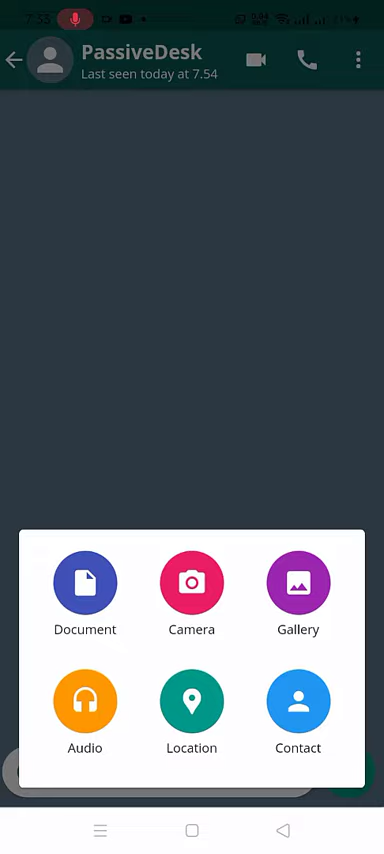 7:55
PassiveDesk
Last seen today at 7.54
Document Camera Gallery
Audio Location Contact